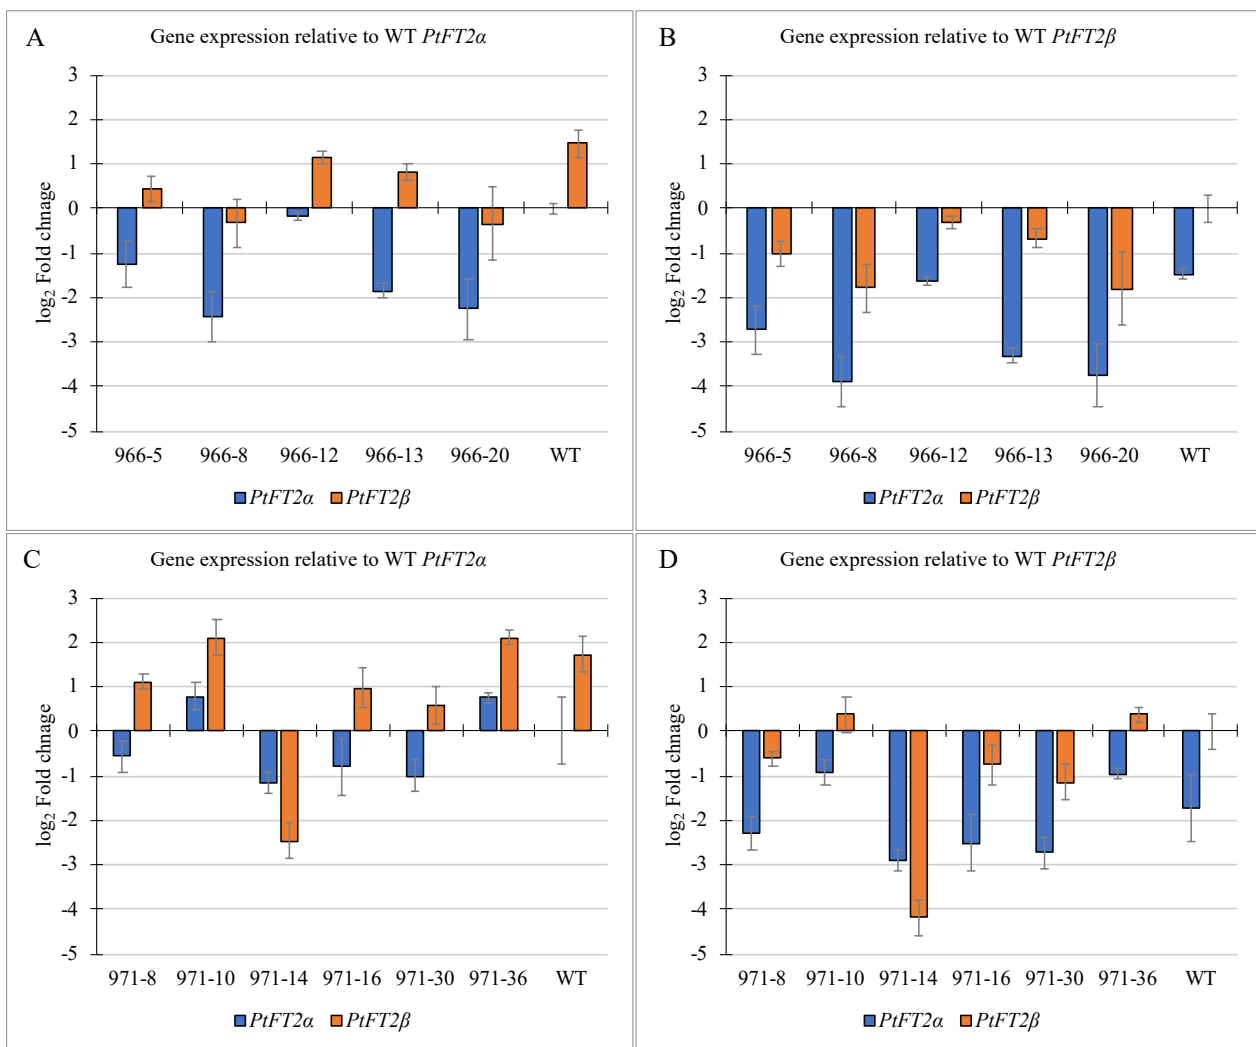 A
Gene expression relative to WT PtFT2α
3
2
1
0
-1
-2
-3
-4
-5
log₂ Fold chnage
966-5 966-8 966-12 966-13 966-20 WT
PtFT2α PtFT2β
B
Gene expression relative to WT PtFT2β
3
2
1
0
-1
-2
-3
-4
-5
log₂ Fold chnage
966-5 966-8 966-12 966-13 966-20 WT
PtFT2α PtFT2β
C
Gene expression relative to WT PtFT2α
3
2
1
0
-1
-2
-3
-4
-5
log₂ Fold chnage
971-8 971-10 971-14 971-16 971-30 971-36 WT
PtFT2α PtFT2β
D
Gene expression relative to WT PtFT2β
3
2
1
0
-1
-2
-3
-4
-5
log₂ Fold chnage
971-8 971-10 971-14 971-16 971-30 971-36 WT
PtFT2α PtFT2β